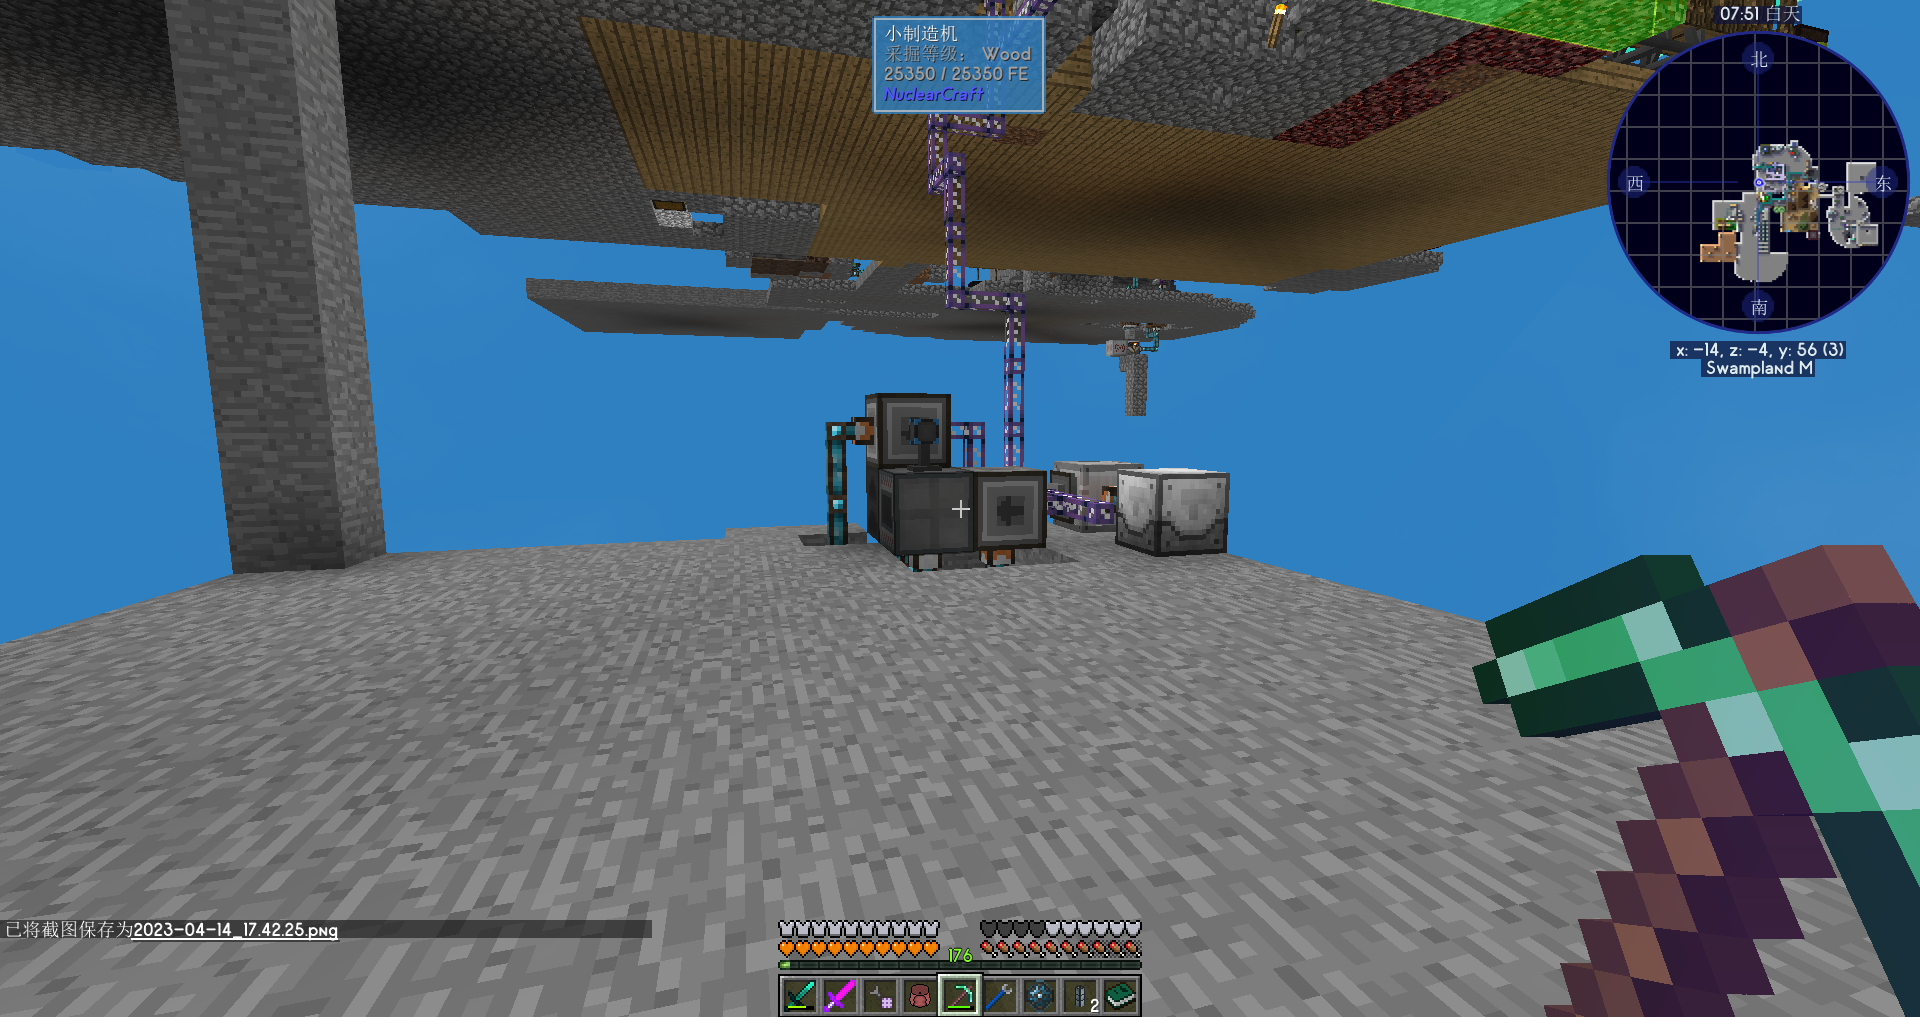 小制造机
采掘等级： Wood
25350 / 25350 FE
NuclearCraft
07:51 白天
北
西
东
南
x: -14, z: -4, y: 56 (3)
Swampland M
已将截图保存为2023-04-14_17.42.25.png
176
2